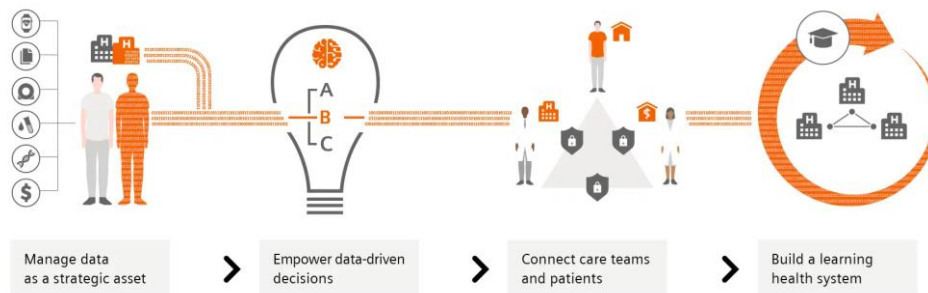 H
H
A
B
C
$
H
$
H
H
H
Manage data
as a strategic asset
Empower data-driven
decisions
Connect care teams
and patients
Build a learning
health system